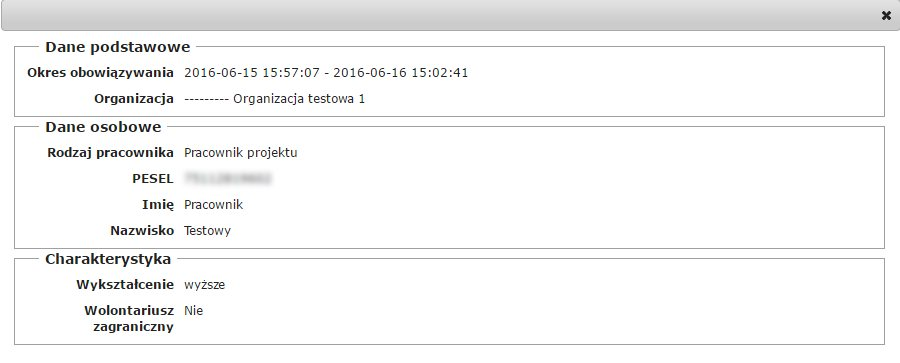 Dane podstawowe
Okres obowiązywania 2016-06-15 15:57:07 - 2016-06-16 15:02:41
Organizacja --------- Organizacja testowa 1
Dane osobowe
Rodzaj pracownika Pracownik projektu
PESEL
Imię Pracownik
Nazwisko Testowy
Charakterystyka
Wykształcenie wyższe
Wolontariusz Nie
zagraniczny